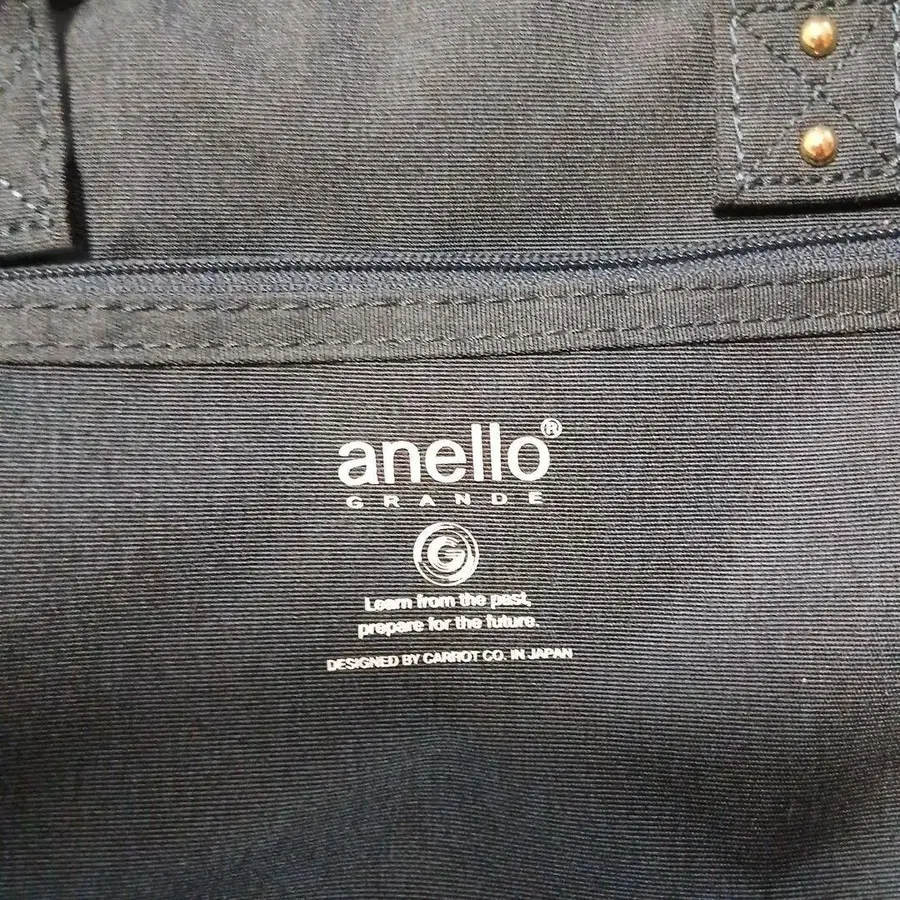 anello®
GRANDE
G
Learn from the past,
prepare for the future.
DESIGNED BY CARROT CO. IN JAPAN